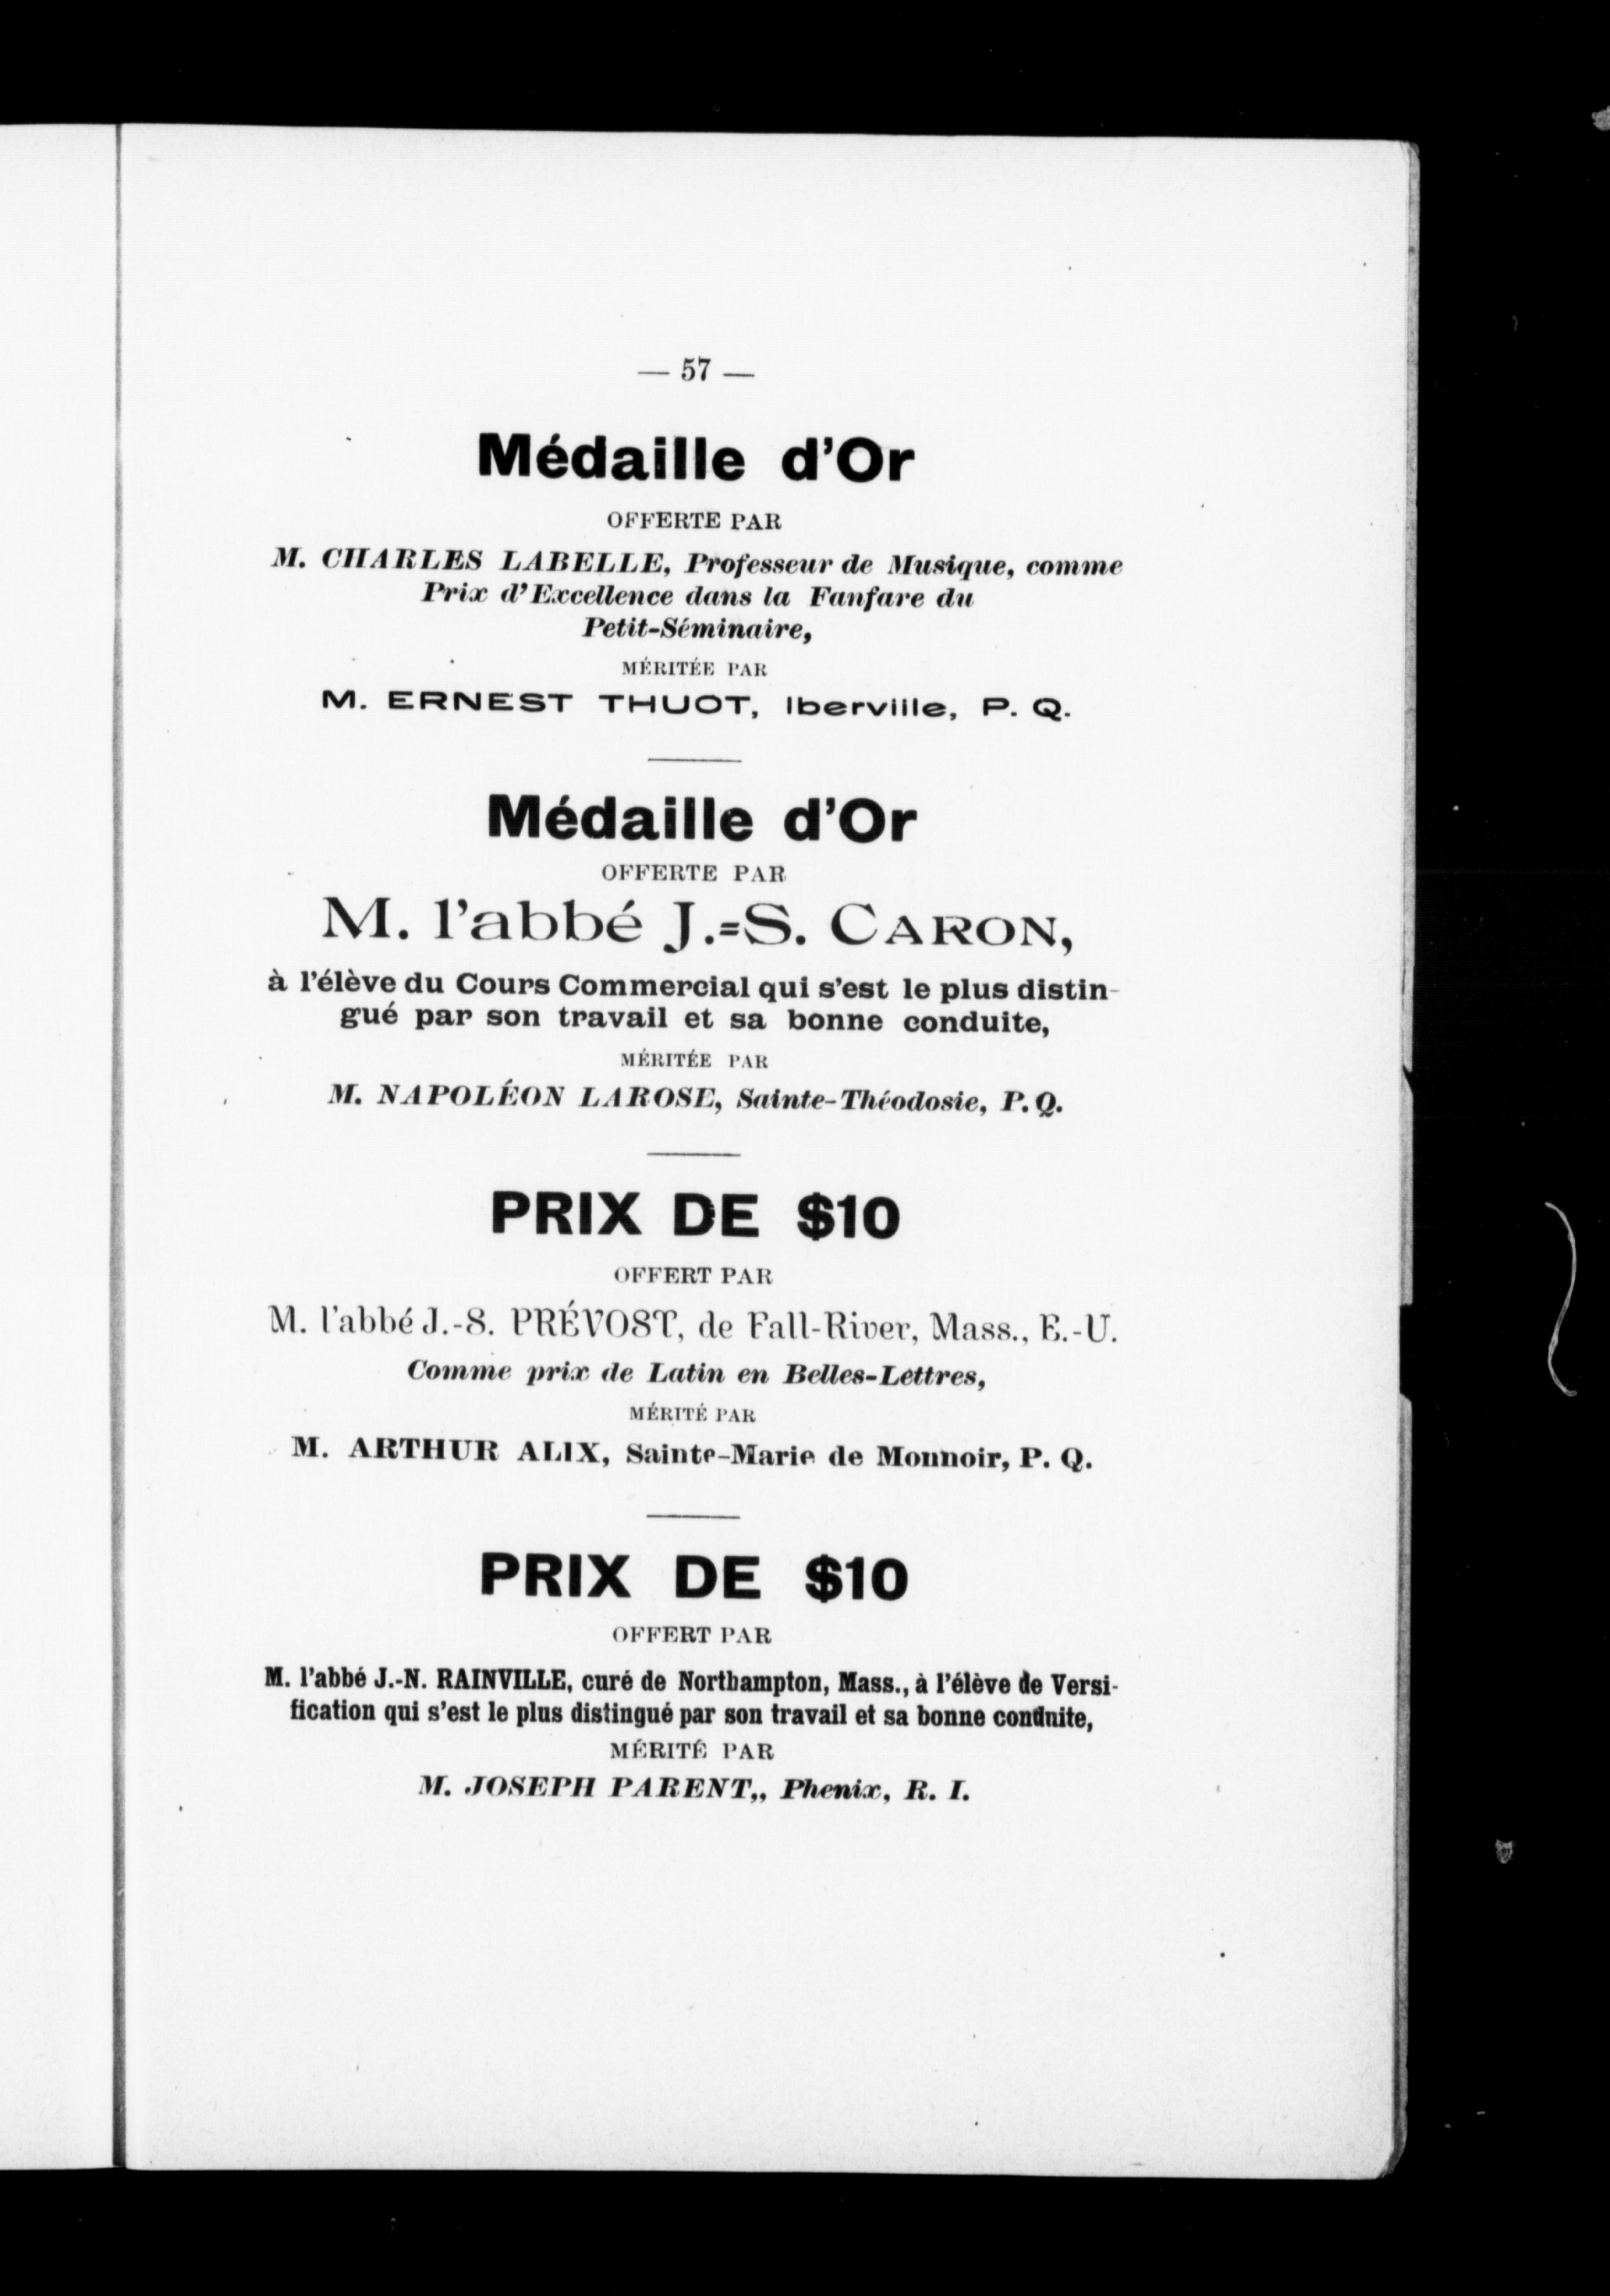 — 57 —
Médaille d'Or
OFFERTE PAR
M. CHARLES LABELLE, Professeur de Musique, comme
Prix d'Excellence dans la Fanfare du
Petit-Séminaire,
MÉRITÉE PAR
M. ERNEST THUOT, Iberville, P. Q.
Médaille d'Or
OFFERTE PAR
M. l'abbé J.-S. CARON,
à l'élève du Cours Commercial qui s'est le plus distin-
gué par son travail et sa bonne conduite,
MÉRITÉE PAR
M. NAPOLÉON LAROSE, Sainte-Théodosie, P. Q.
PRIX DE $10
OFFERT PAR
M. l'abbé J.-S. PRÉVOST, de Fall-River, Mass., E.-U.
Comme prix de Latin en Belles-Lettres,
MÉRITÉ PAR
M. ARTHUR ALIX, Sainte-Marie de Monnoir, P. Q.
PRIX DE $10
OFFERT PAR
M. l'abbé J.-N. RAINVILLE, curé de Northampton, Mass., à l'élève de Versi-
fication qui s'est le plus distingué par son travail et sa bonne conduite,
MÉRITÉ PAR
M. JOSEPH PARENT,, Phenix, R. I.